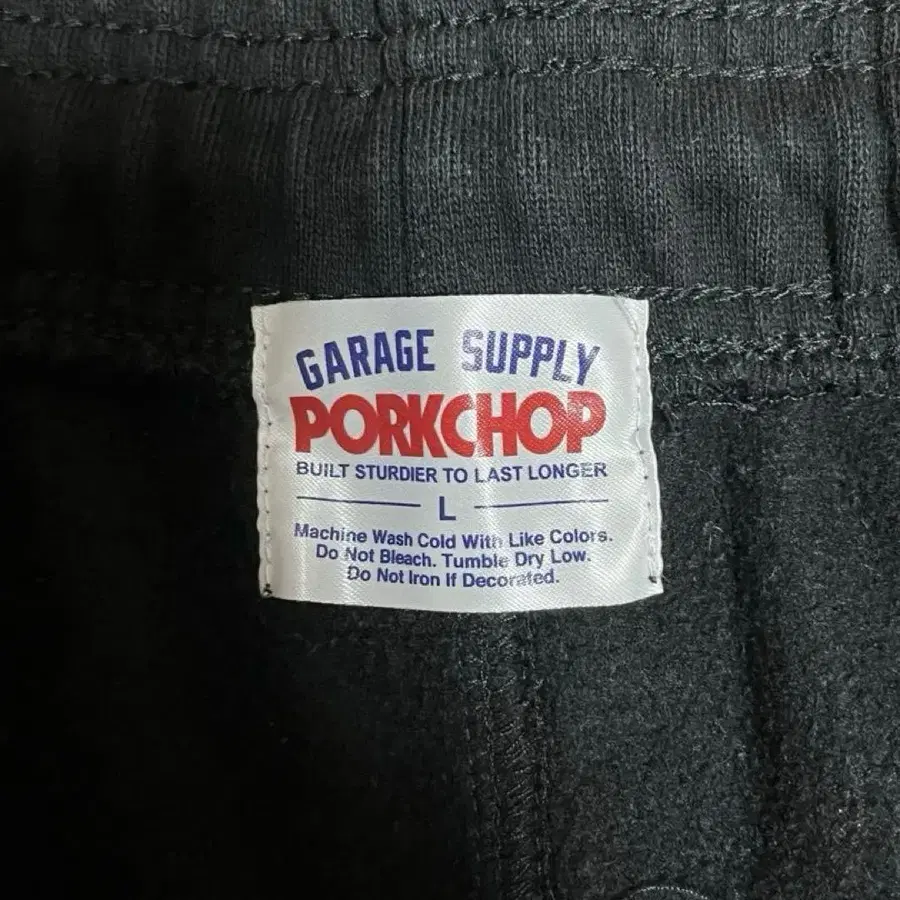 GARAGE SUPPLY
PORKCHOP
BUILT STURDIER TO LAST LONGER
L
Machine Wash Cold With Like Colors.
Do Not Bleach. Tumble Dry Low.
Do Not Iron If Decorated.